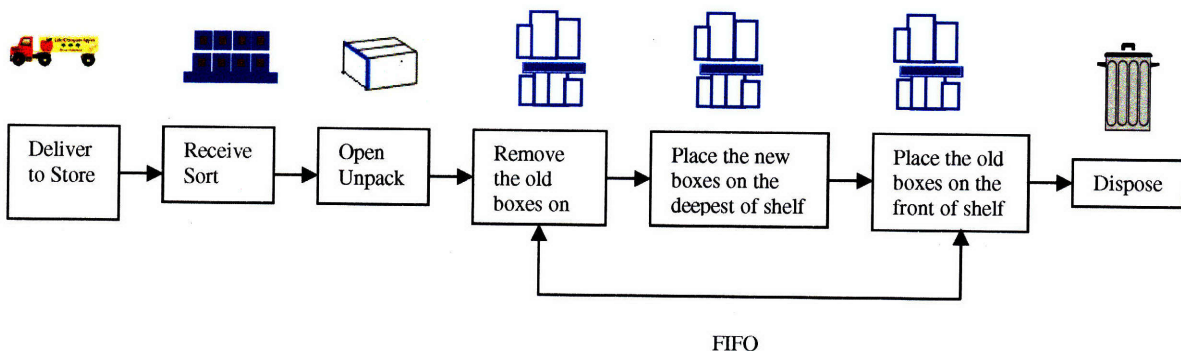 Deliver
to Store
Receive
Sort
Open
Unpack
Remove
the old
boxes on
Place the new
boxes on the
deepest of shelf
Place the old
boxes on the
front of shelf
Dispose
FIFO